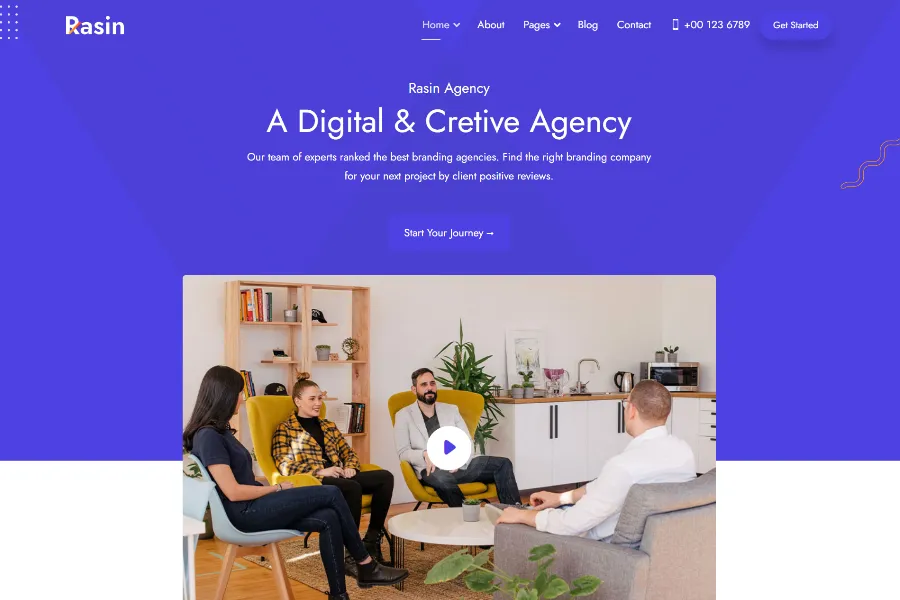 Rasin
Home About Pages Blog Contact +00 123 6789 Get Started
Rasin Agency
A Digital & Cretive Agency
Our team of experts ranked the best branding agencies. Find the right branding company
for your next project by client positive reviews.
Start Your Journey →